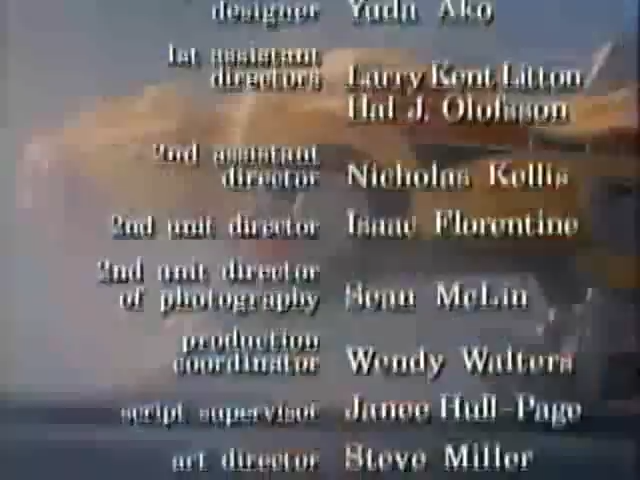 designer Yuda Ako
1st assistant
directors Larry Kent Litton
Hal J. Olofsson
2nd assistant
director Nicholas Kellis
2nd unit director Isaac Florentine
2nd unit director
of photography Sean McLin
production
coordinator Wendy Walters
script supervisor Janee Hull-Page
art director Steve Miller